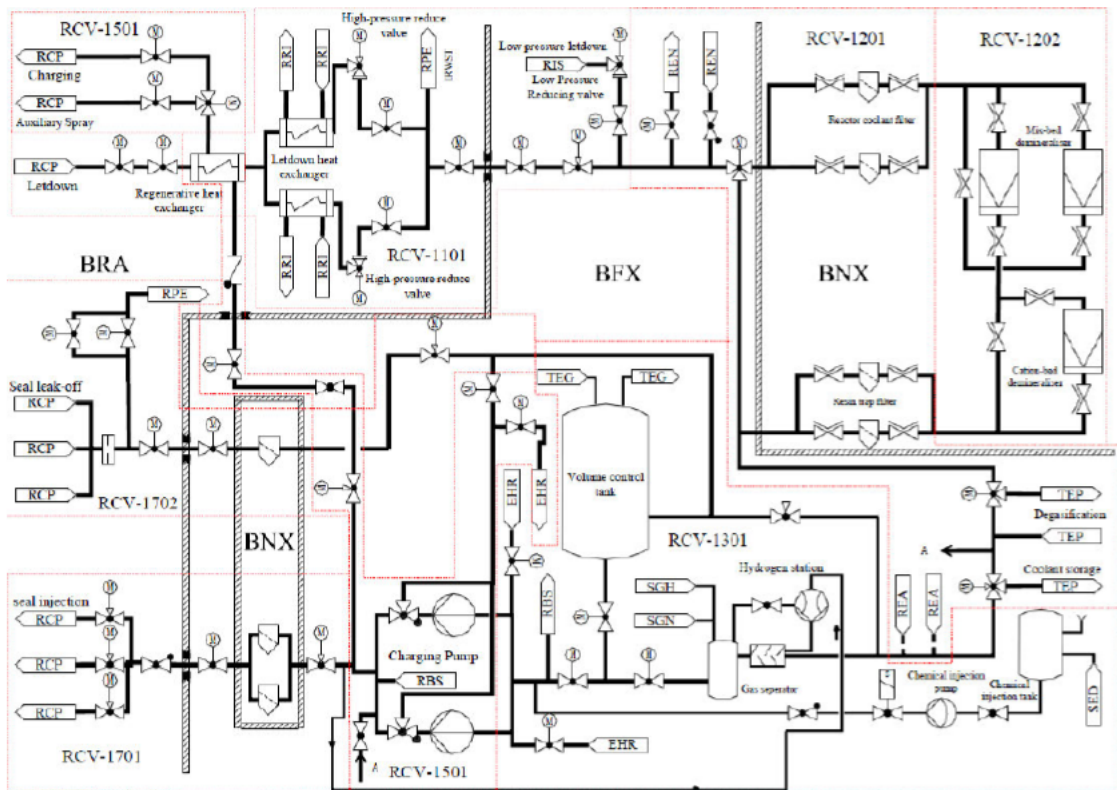 RCV-1501
RCP
Charging
RCP
Auxiliary Spray
RCP
Letdown
M
M
M
M
Regenerative heat
exchanger
High-pressure reduce
valve
RRI
RRI
M
M
RPE
IRWST
Letdown heat
exchanger
RRI
RRI
M
M
RCV-1101
High-pressure reduce
valve
M
M
M
Low pressure letdown
RIS
Low Pressure
Reducing valve
M
M
REN
REN
M
RCV-1201
Reactor coolant filter
RCV-1202
Mix-bed
demineraliser
Cation-bed
demineraliser
Resin trap filter
BRA
BFX
BNX
RPE
M
M
Seal leak-off
RCP
RCP
RCP
M
M
RCV-1702
M
M
BNX
seal injection
RCP
RCP
RCP
M
M
M
M
RCV-1701
TEG
TEG
Volume control
tank
RCV-1301
EHR
EHR
RBS
SGH
SGN
Hydrogen station
Gas seperator
Charging Pump
RBS
M
EHR
A
RCV-1501
M
TEP
Degasification
TEP
A
M
TEP
Coolant storage
REA
REA
Chemical injection
pump
Chemical injection tank
SED